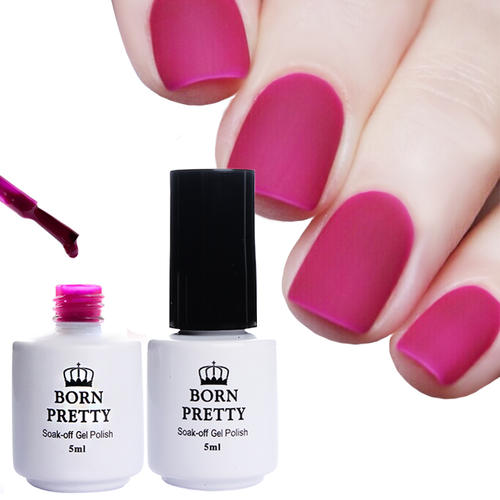 BORN
PRETTY
Soak-off Gel Polish
5ml
BORN
PRETTY
Soak-off Gel Polish
5ml